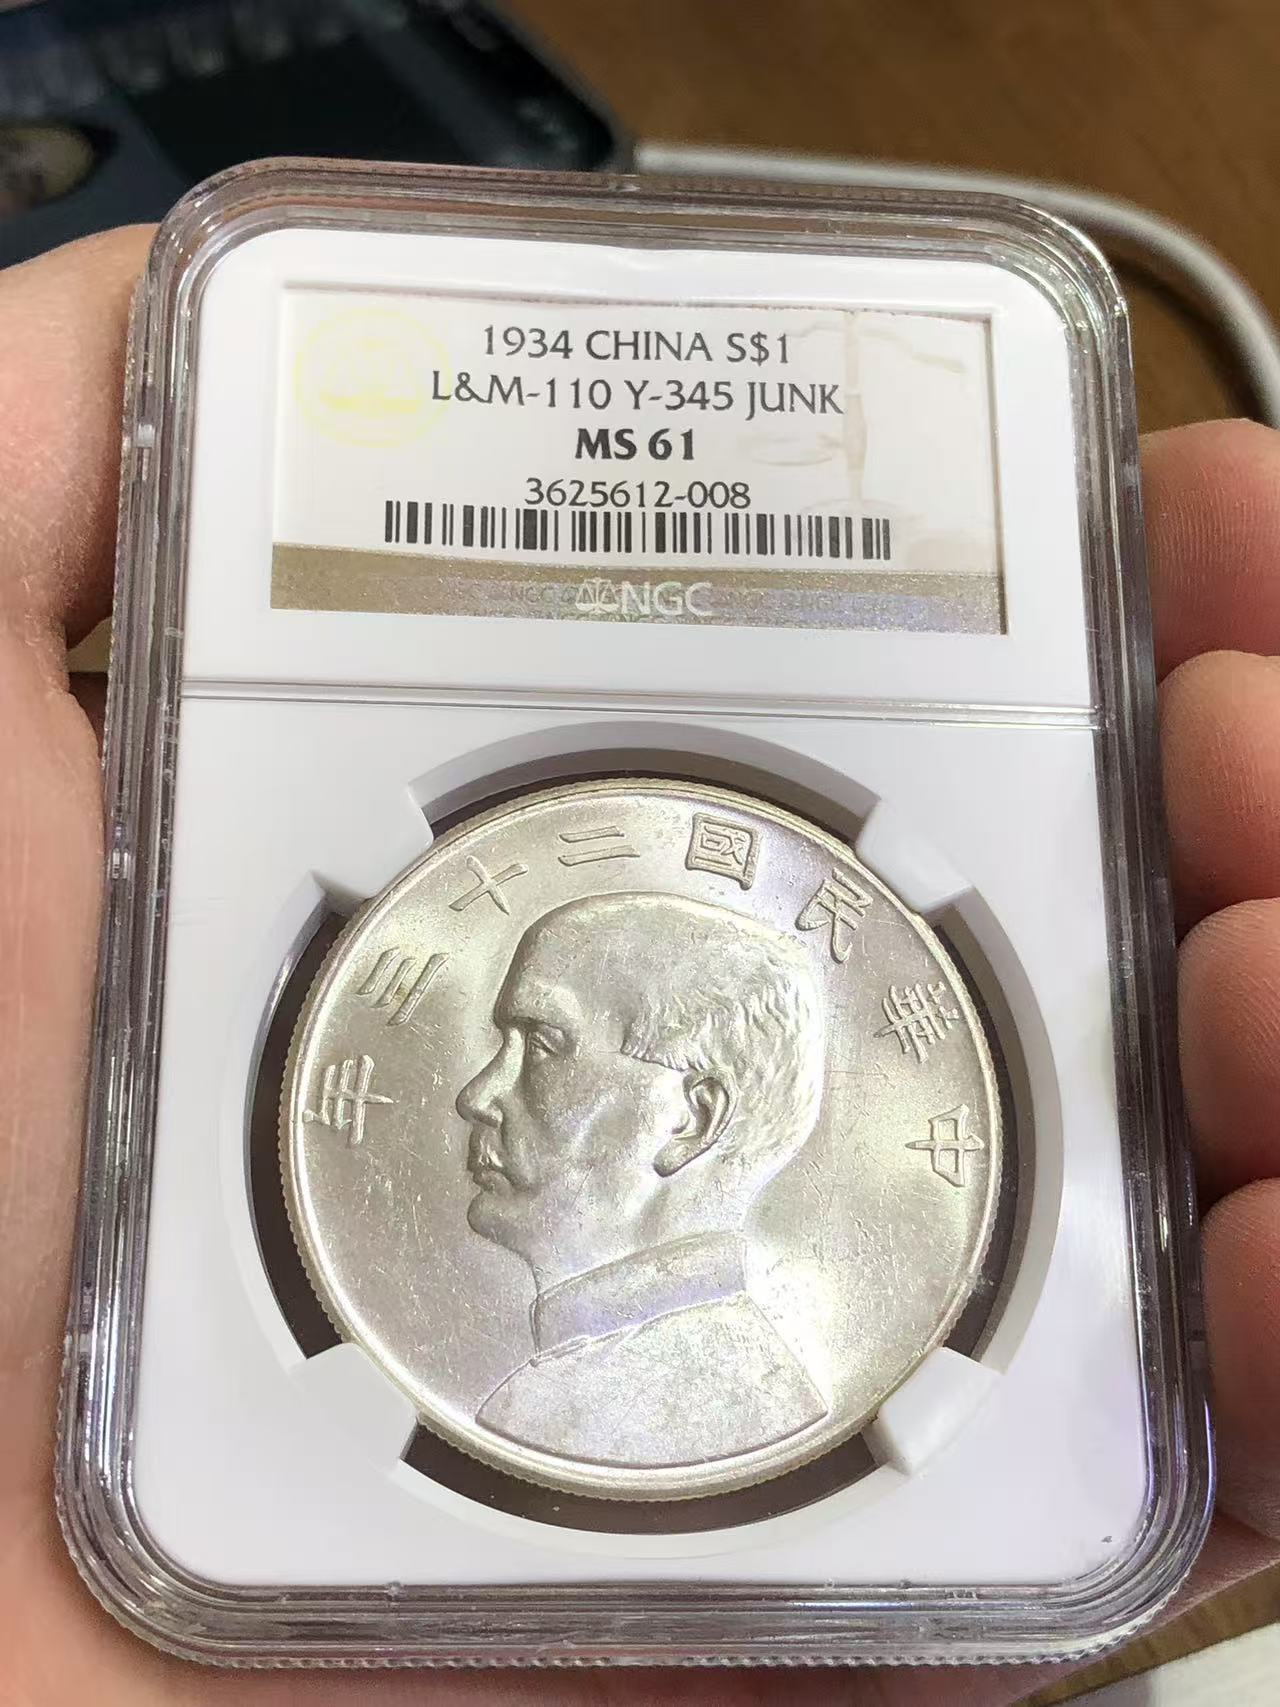 1934 CHINA S$1
L&M-110 Y-345 JUNK
MS 61
3625612-008
NGC
年三十二國民華中